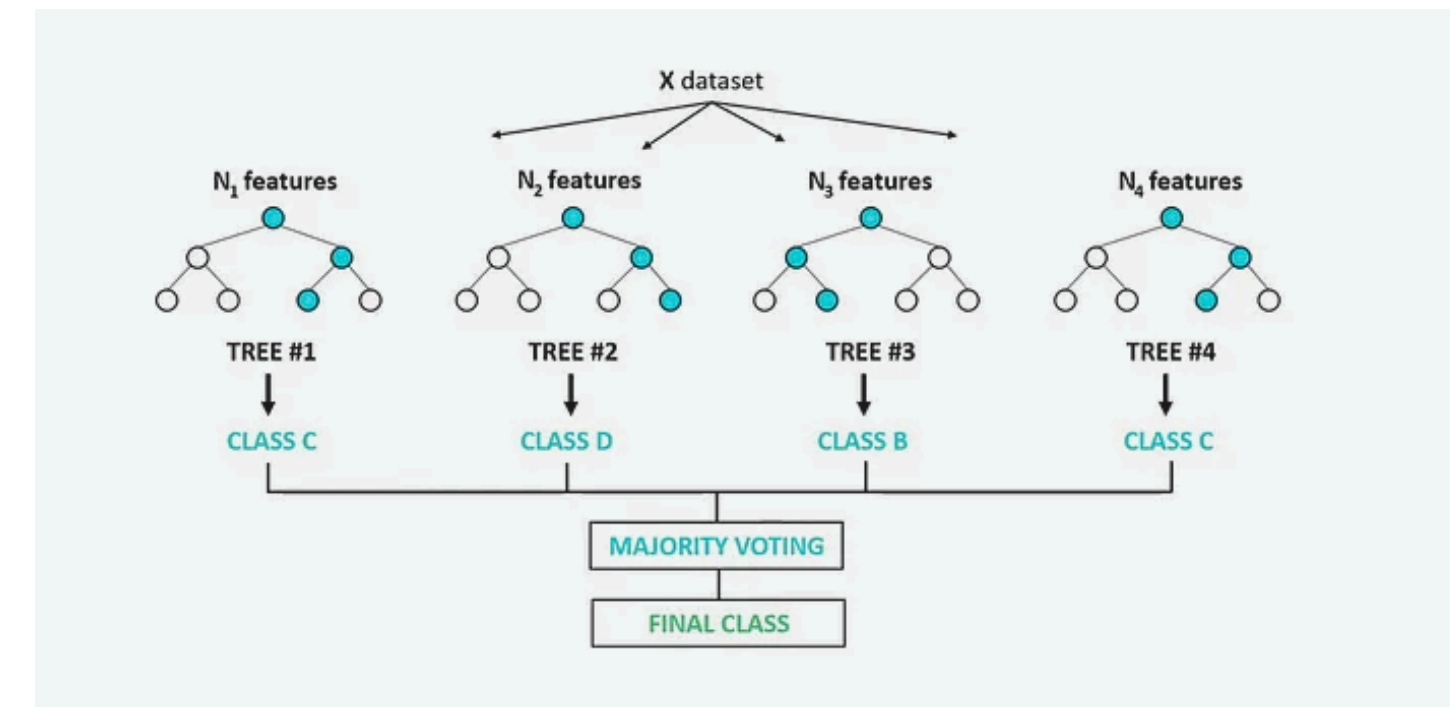 X dataset
N₁ features
N₂ features
N₃ features
N₄ features
TREE #1
TREE #2
TREE #3
TREE #4
CLASS C
CLASS D
CLASS B
CLASS C
MAJORITY VOTING
FINAL CLASS